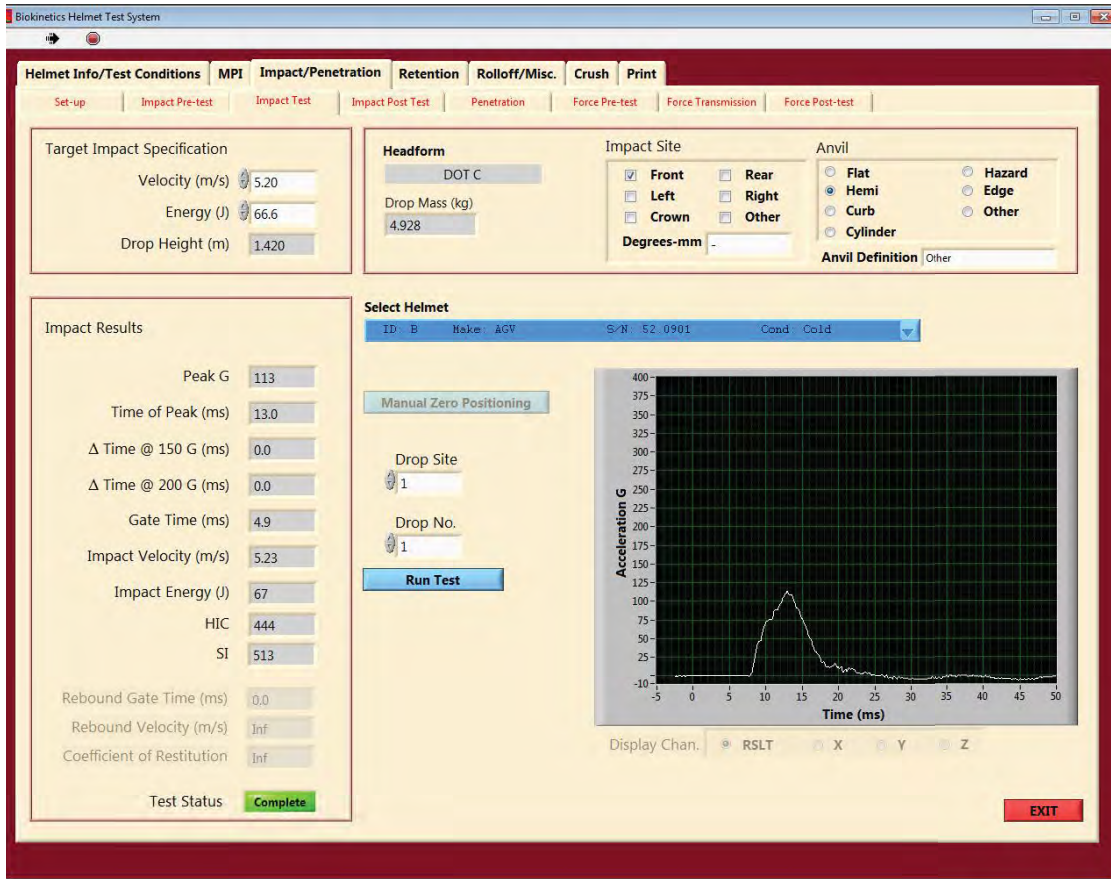 Biokinetics Helmet Test System
Helmet Info/Test Conditions MPI Impact/Penetration Retention Rolloff/Misc. Crush Print
Set-up Impact Pre-test Impact Test Impact Post Test Penetration Force Pre-test Force Transmission Force Post-test
Target Impact Specification
Velocity (m/s) 5.20
Energy (J) 66.6
Drop Height (m) 1.420
Headform
DOT C
Drop Mass (kg)
4.928
Impact Site
Front Rear
Left Right
Crown Other
Degrees-mm -
Anvil
Flat Hazard
Hemi Edge
Curb Other
Cylinder
Anvil Definition Other
Impact Results
Peak G 113
Time of Peak (ms) 13.0
Δ Time @ 150 G (ms) 0.0
Δ Time @ 200 G (ms) 0.0
Gate Time (ms) 4.9
Impact Velocity (m/s) 5.23
Impact Energy (J) 67
HIC 444
SI 513
Rebound Gate Time (ms) 0.0
Rebound Velocity (m/s) Inf
Coefficient of Restitution Inf
Test Status Complete
Select Helmet
ID: B Make: AGV S/N: 52 0901 Cond: Cold
Manual Zero Positioning
Drop Site
1
Drop No.
1
Run Test
Acceleration G
400
375
350
325
300
275
250
225
200
175
150
125
100
75
50
25
-10
-5 0 5 10 15 20 25 30 35 40 45 50
Time (ms)
Display Chan. RSLT X Y Z
EXIT